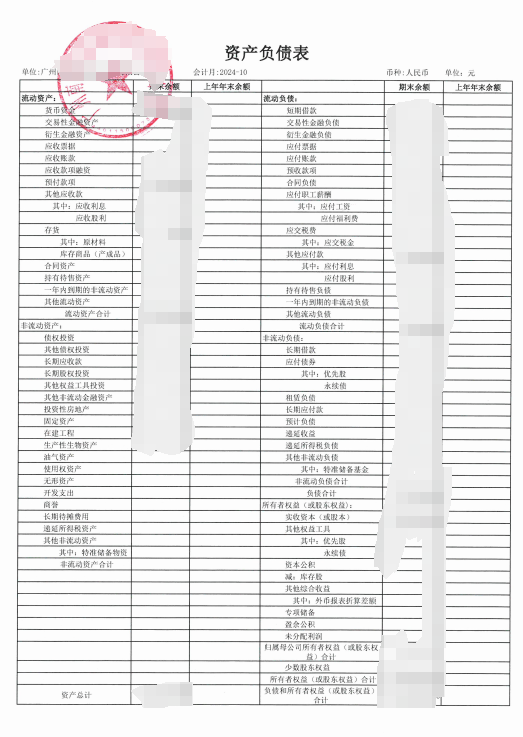 资产负债表
单位:广州 会计月:2024-10 币种:人民币 单位: 元
末余额 上年年末余额 期末余额 上年年末余额
流动资产: 流动负债:
货币资金 短期借款
交易性金融资产 交易性金融负债
衍生金融资产 衍生金融负债
应收票据 应付票据
应收账款 应付账款
应收款项融资 预收款项
预付款项 合同负债
其他应收款 应付职工薪酬
其中: 应收利息 其中: 应付工资
应收股利 应付福利费
存货 应交税费
其中: 原材料 其中: 应交税金
库存商品（产成品） 其他应付款
合同资产 其中: 应付利息
持有待售资产 应付股利
一年内到期的非流动资产 持有待售负债
其他流动资产 一年内到期的非流动负债
流动资产合计 其他流动负债
非流动资产: 流动负债合计
债权投资 非流动负债:
其他债权投资 长期借款
长期应收款 应付债券
长期股权投资 其中: 优先股
其他权益工具投资 永续债
其他非流动金融资产 租赁负债
投资性房地产 长期应付款
固定资产 预计负债
在建工程 递延收益
生产性生物资产 递延所得税负债
油气资产 其他非流动负债
使用权资产 其中: 特准储备基金
无形资产 非流动负债合计
开发支出 负债合计
商誉 所有者权益（或股东权益）:
长期待摊费用 实收资本（或股本）
递延所得税资产 其他权益工具
其他非流动资产 其中: 优先股
其中: 特准储备物资 永续债
非流动资产合计 资本公积
减: 库存股
其他综合收益
其中: 外币报表折算差额
专项储备
盈余公积
未分配利润
归属母公司所有者权益（或股东权
益）合计
少数股东权益
所有者权益（或股东权益）合计
资产总计 负债和所有者权益（或股东权益）
合计